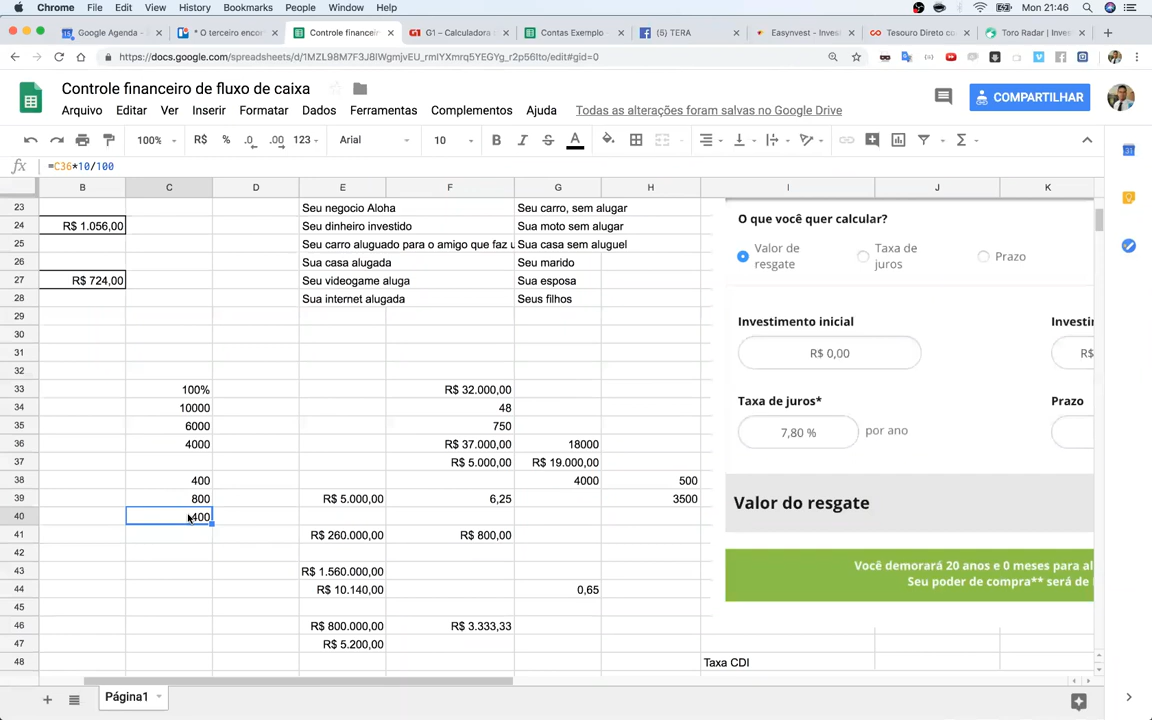 Chrome File Edit View History Bookmarks People Window Help Mon 21:46
Google Agenda - S × * O terceiro encon × Controle financeir × G1 – Calculadora × Contas Exemplo × (5) TERA × Easynvest – Invest × Tesouro Direto co × Toro Radar | Inves × +
https://docs.google.com/spreadsheets/d/1MZL98M7F3J8IWgmjvEU_rmIYXmrq5YEGYg_r2p56Ito/edit#gid=0
Controle financeiro de fluxo de caixa
Arquivo Editar Ver Inserir Formatar Dados Ferramentas Complementos Ajuda Todas as alterações foram salvas no Google Drive
COMPARTILHAR
100% R$ % .0 .00 123 Arial 10 B I S A Σ
fx =C36*10/100
B C D E F G H I J K
23 Seu negocio Aloha Seu carro, sem alugar
24 R$ 1.056,00 Seu dinheiro investido Sua moto sem alugar
25 Seu carro aluguado para o amigo que faz u Sua casa sem aluguel
26 Sua casa alugada Seu marido
27 R$ 724,00 Seu videogame aluga Sua esposa
28 Sua internet alugada Seus filhos
29
30
31
32
33 100% R$ 32.000,00
34 10000 48
35 6000 750
36 4000 R$ 37.000,00 18000
37 R$ 5.000,00 R$ 19.000,00
38 400 4000 500
39 800 R$ 5.000,00 6,25 3500
40 400
41 R$ 260.000,00 R$ 800,00
42
43 R$ 1.560.000,00
44 R$ 10.140,00 0,65
45
46 R$ 800.000,00 R$ 3.333,33
47 R$ 5.200,00
48 Taxa CDI
O que você quer calcular?
Valor de resgate
Taxa de juros
Prazo
Investimento inicial Investi
R$ 0,00 R$
Taxa de juros* Prazo
7,80 % por ano
Valor do resgate
Você demorará 20 anos e 0 meses para al
Seu poder de compra** será de
Página1